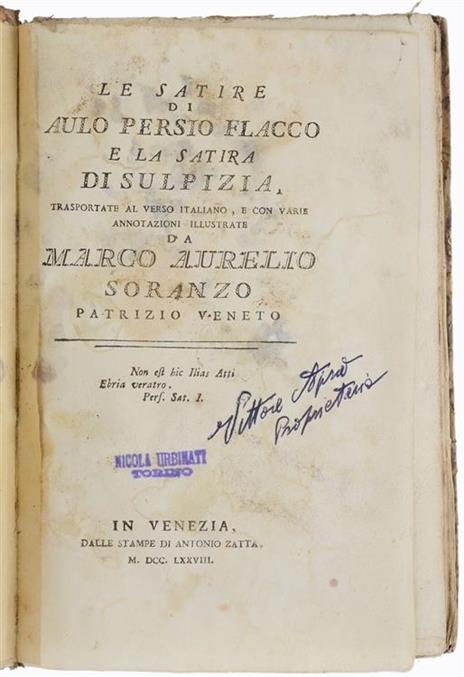 LE SATIRE
DI
AULO PERSIO FLACCO
E LA SATIRA
DI SULPIZIA,
TRASPORTATE AL VERSO ITALIANO, E CON VARIE
ANNOTAZIONI ILLUSTRATE
DA
MARCO AURELIO
SORANZO
PATRIZIO VENETO
Non est hic Ilias Atti
Ebria veratro.
Pers. Sat. I.
Vittore
Proprietario
NICOLA URBINATI
TORINO
IN VENEZIA,
DALLE STAMPE DI ANTONIO ZATTA.
M. DCC. LXXVIII.